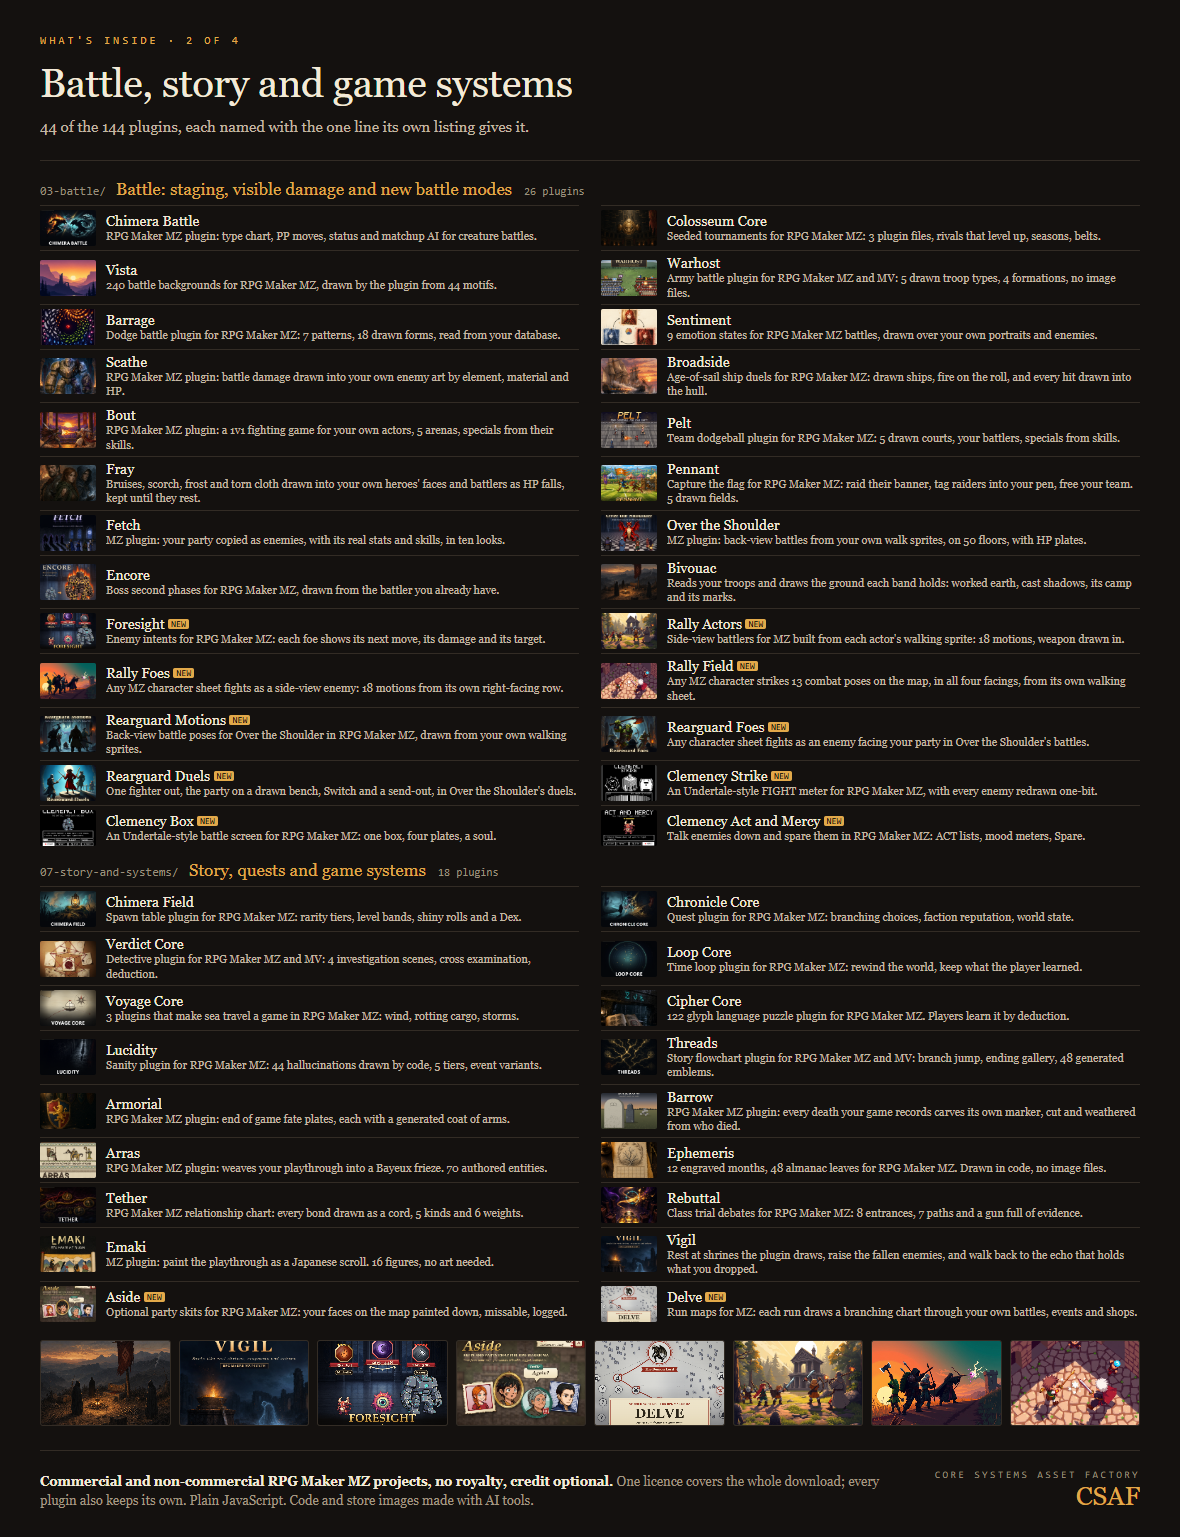 WHAT'S INSIDE · 2 OF 4
Battle, story and game systems
44 of the 144 plugins, each named with the one line its own listing gives it.
03-battle/ Battle: staging, visible damage and new battle modes 26 plugins
CHIMERA BATTLE
Chimera Battle
RPG Maker MZ plugin: type chart, PP moves, status and matchup AI for creature battles.
Colosseum Core
Seeded tournaments for RPG Maker MZ: 3 plugin files, rivals that level up, seasons, belts.
Vista
240 battle backgrounds for RPG Maker MZ, drawn by the plugin from 44 motifs.
WARHOST
Warhost
Army battle plugin for RPG Maker MZ and MV: 5 drawn troop types, 4 formations, no image
files.
Barrage
Dodge battle plugin for RPG Maker MZ: 7 patterns, 18 drawn forms, read from your database.
Sentiment
9 emotion states for RPG Maker MZ battles, drawn over your own portraits and enemies.
Scathe
RPG Maker MZ plugin: battle damage drawn into your own enemy art by element, material and
HP.
Broadside
Age-of-sail ship duels for RPG Maker MZ: drawn ships, fire on the roll, and every hit drawn into
the hull.
Bout
RPG Maker MZ plugin: a 1v1 fighting game for your own actors, 5 arenas, specials from their
skills.
PELT
Pelt
Team dodgeball plugin for RPG Maker MZ: 5 drawn courts, your battlers, specials from skills.
Fray
Bruises, scorch, frost and torn cloth drawn into your own heroes' faces and battlers as HP falls,
kept until they rest.
PENNANT
Pennant
Capture the flag for RPG Maker MZ: raid their banner, tag raiders into your pen, free your team.
5 drawn fields.
FETCH
Fetch
MZ plugin: your party copied as enemies, with its real stats and skills, in ten looks.
OVER THE SHOULDER
Over the Shoulder
MZ plugin: back-view battles from your own walk sprites, on 50 floors, with HP plates.
ENCORE
Encore
Boss second phases for RPG Maker MZ, drawn from the battler you already have.
Bivouac
Reads your troops and draws the ground each band holds: worked earth, cast shadows, its camp
and its marks.
FORESIGHT
Foresight NEW
Enemy intents for RPG Maker MZ: each foe shows its next move, its damage and its target.
Rally Actors NEW
Side-view battlers for MZ built from each actor's walking sprite: 18 motions, weapon drawn in.
Rally Foes NEW
Any MZ character sheet fights as a side-view enemy: 18 motions from its own right-facing row.
Rally Field NEW
Any MZ character strikes 13 combat poses on the map, in all four facings, from its own walking
sheet.
Rearguard Motions
Rearguard Motions NEW
Back-view battle poses for Over the Shoulder in RPG Maker MZ, drawn from your own walking
sprites.
Rearguard Foes
Rearguard Foes NEW
Any character sheet fights as an enemy facing your party in Over the Shoulder's battles.
Rearguard Duels
Rearguard Duels NEW
One fighter out, the party on a drawn bench, Switch and a send-out, in Over the Shoulder's duels.
CLEMENCY STRIKE
Clemency Strike NEW
An Undertale-style FIGHT meter for RPG Maker MZ, with every enemy redrawn one-bit.
CLEMENCY BOX
Clemency Box NEW
An Undertale-style battle screen for RPG Maker MZ: one box, four plates, a soul.
ACT AND MERCY
Clemency Act and Mercy NEW
Talk enemies down and spare them in RPG Maker MZ: ACT lists, mood meters, Spare.
07-story-and-systems/ Story, quests and game systems 18 plugins
CHIMERA FIELD
Chimera Field
Spawn table plugin for RPG Maker MZ: rarity tiers, level bands, shiny rolls and a Dex.
CHRONICLE CORE
Chronicle Core
Quest plugin for RPG Maker MZ: branching choices, faction reputation, world state.
Verdict Core
Detective plugin for RPG Maker MZ and MV: 4 investigation scenes, cross examination,
deduction.
LOOP CORE
Loop Core
Time loop plugin for RPG Maker MZ: rewind the world, keep what the player learned.
VOYAGE CORE
Voyage Core
3 plugins that make sea travel a game in RPG Maker MZ: wind, rotting cargo, storms.
Cipher Core
122 glyph language puzzle plugin for RPG Maker MZ. Players learn it by deduction.
LUCIDITY
Lucidity
Sanity plugin for RPG Maker MZ: 44 hallucinations drawn by code, 5 tiers, event variants.
THREADS
Threads
Story flowchart plugin for RPG Maker MZ and MV: branch jump, ending gallery, 48 generated
emblems.
Armorial
RPG Maker MZ plugin: end of game fate plates, each with a generated coat of arms.
BARROW
Barrow
RPG Maker MZ plugin: every death your game records carves its own marker, cut and weathered
from who died.
ARRAS
Arras
RPG Maker MZ plugin: weaves your playthrough into a Bayeux frieze. 70 authored entities.
Ephemeris
12 engraved months, 48 almanac leaves for RPG Maker MZ. Drawn in code, no image files.
TETHER
Tether
RPG Maker MZ relationship chart: every bond drawn as a cord, 5 kinds and 6 weights.
Rebuttal
Class trial debates for RPG Maker MZ: 8 entrances, 7 paths and a gun full of evidence.
EMAKI
Emaki
MZ plugin: paint the playthrough as a Japanese scroll. 16 figures, no art needed.
VIGIL
Vigil
Rest at shrines the plugin draws, raise the fallen enemies, and walk back to the echo that holds
what you dropped.
Aside
Aside NEW
Optional party skits for RPG Maker MZ: your faces on the map painted down, missable, logged.
DELVE
Delve NEW
Run maps for MZ: each run draws a branching chart through your own battles, events and shops.
VIGIL
FORESIGHT
Aside
Again?
DELVE
Commercial and non-commercial RPG Maker MZ projects, no royalty, credit optional. One licence covers the whole download; every
plugin also keeps its own. Plain JavaScript. Code and store images made with AI tools.
CORE SYSTEMS ASSET FACTORY
CSAF